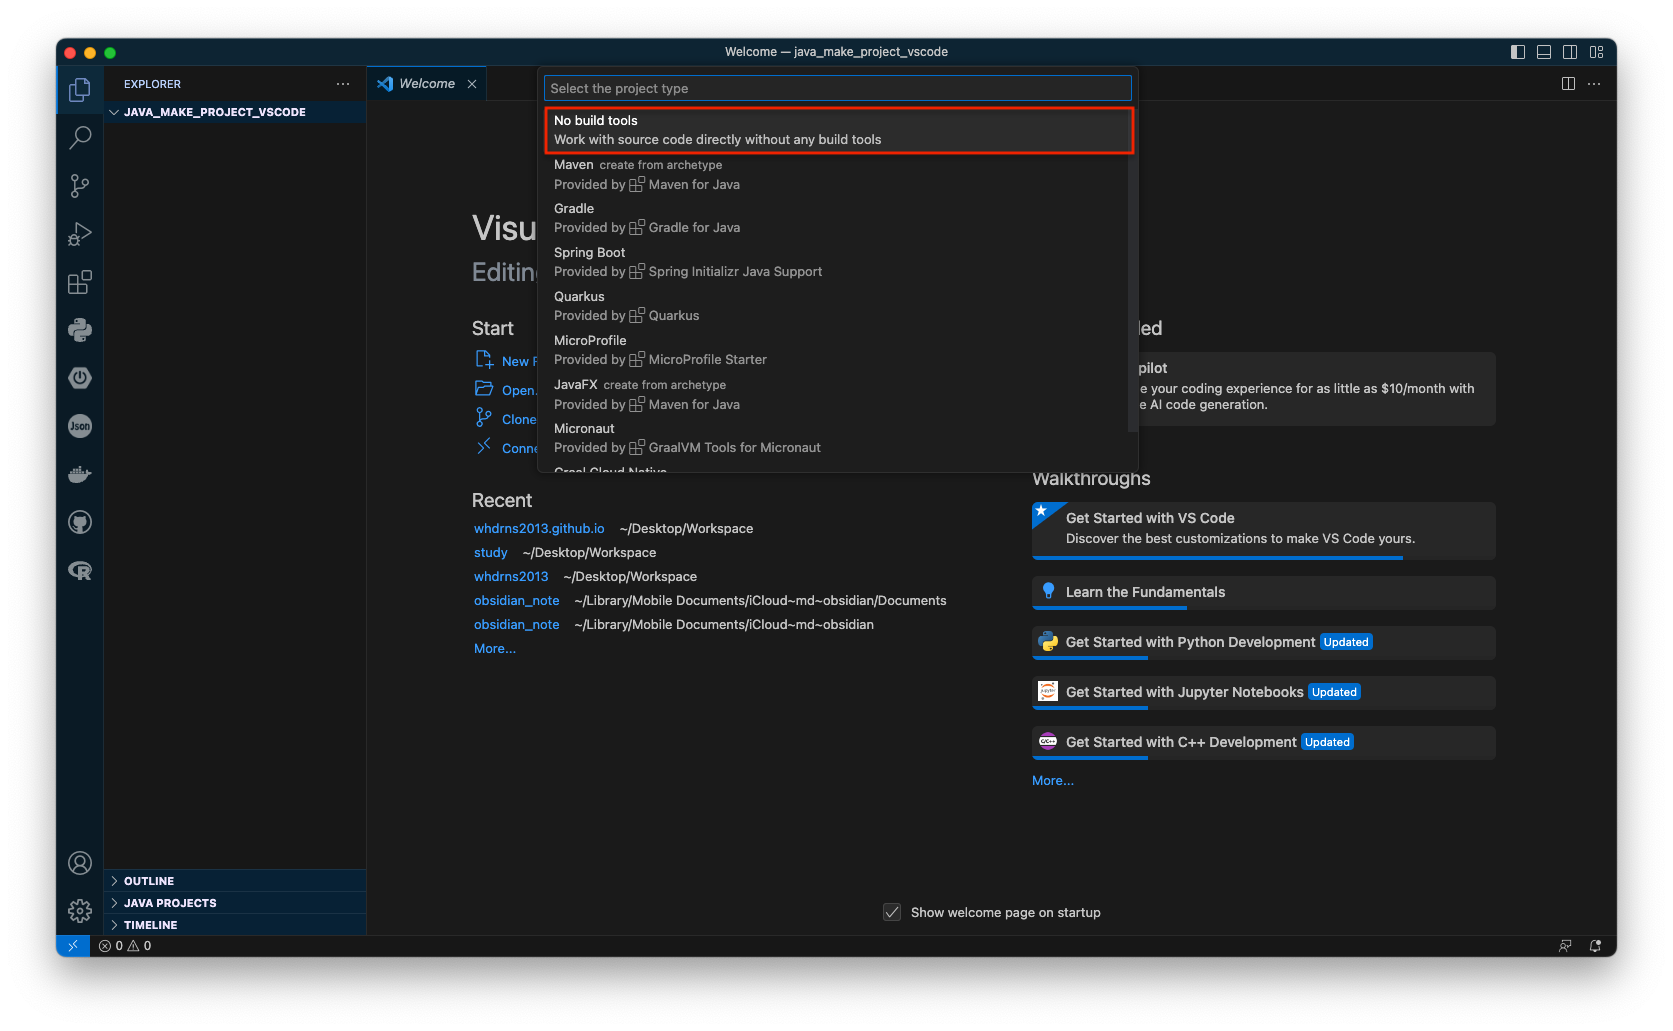 Welcome — java_make_project_vscode
EXPLORER
JAVA_MAKE_PROJECT_VSCODE
Welcome
Select the project type
No build tools
Work with source code directly without any build tools
Maven create from archetype
Provided by Maven for Java
Gradle
Provided by Gradle for Java
Spring Boot
Provided by Spring Initializr Java Support
Quarkus
Provided by Quarkus
MicroProfile
Provided by MicroProfile Starter
JavaFX create from archetype
Provided by Maven for Java
Micronaut
Provided by GraalVM Tools for Micronaut
Graal Cloud Native
Visu
Editing
Start
New F
Open.
Clone
Conne
Recent
whdrns2013.github.io ~/Desktop/Workspace
study ~/Desktop/Workspace
whdrns2013 ~/Desktop/Workspace
obsidian_note ~/Library/Mobile Documents/iCloud~md~obsidian/Documents
obsidian_note ~/Library/Mobile Documents/iCloud~md~obsidian
More...
led
pilot
e your coding experience for as little as $10/month with
e AI code generation.
Walkthroughs
Get Started with VS Code
Discover the best customizations to make VS Code yours.
Learn the Fundamentals
Get Started with Python Development Updated
Get Started with Jupyter Notebooks Updated
Get Started with C++ Development Updated
More...
Show welcome page on startup
Json
OUTLINE
JAVA PROJECTS
TIMELINE
0 0